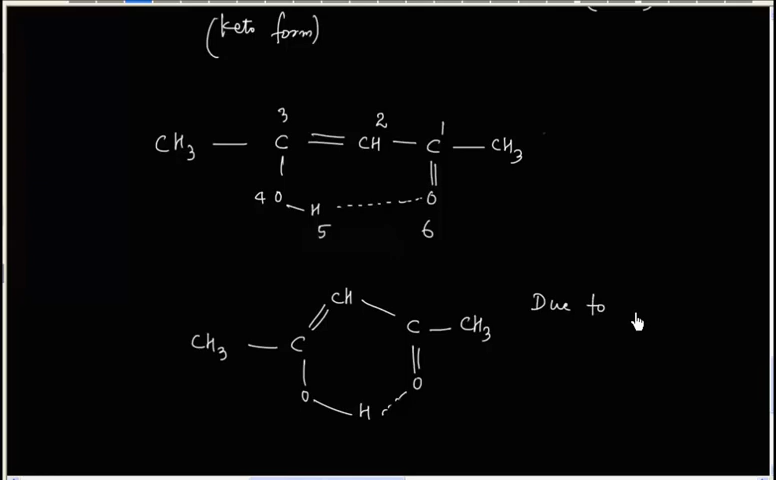 (Keto form)
3 2 1
CH3 — C = CH — C — CH3
4 O — H ------ O
5 6
CH
CH3 — C C — CH3 Due to
O — H --- O